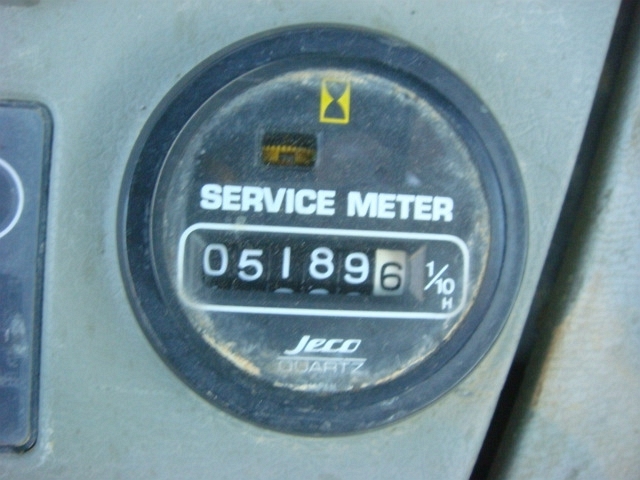 SERVICE METER
051896 1/10
H
Jeco
QUARTZ